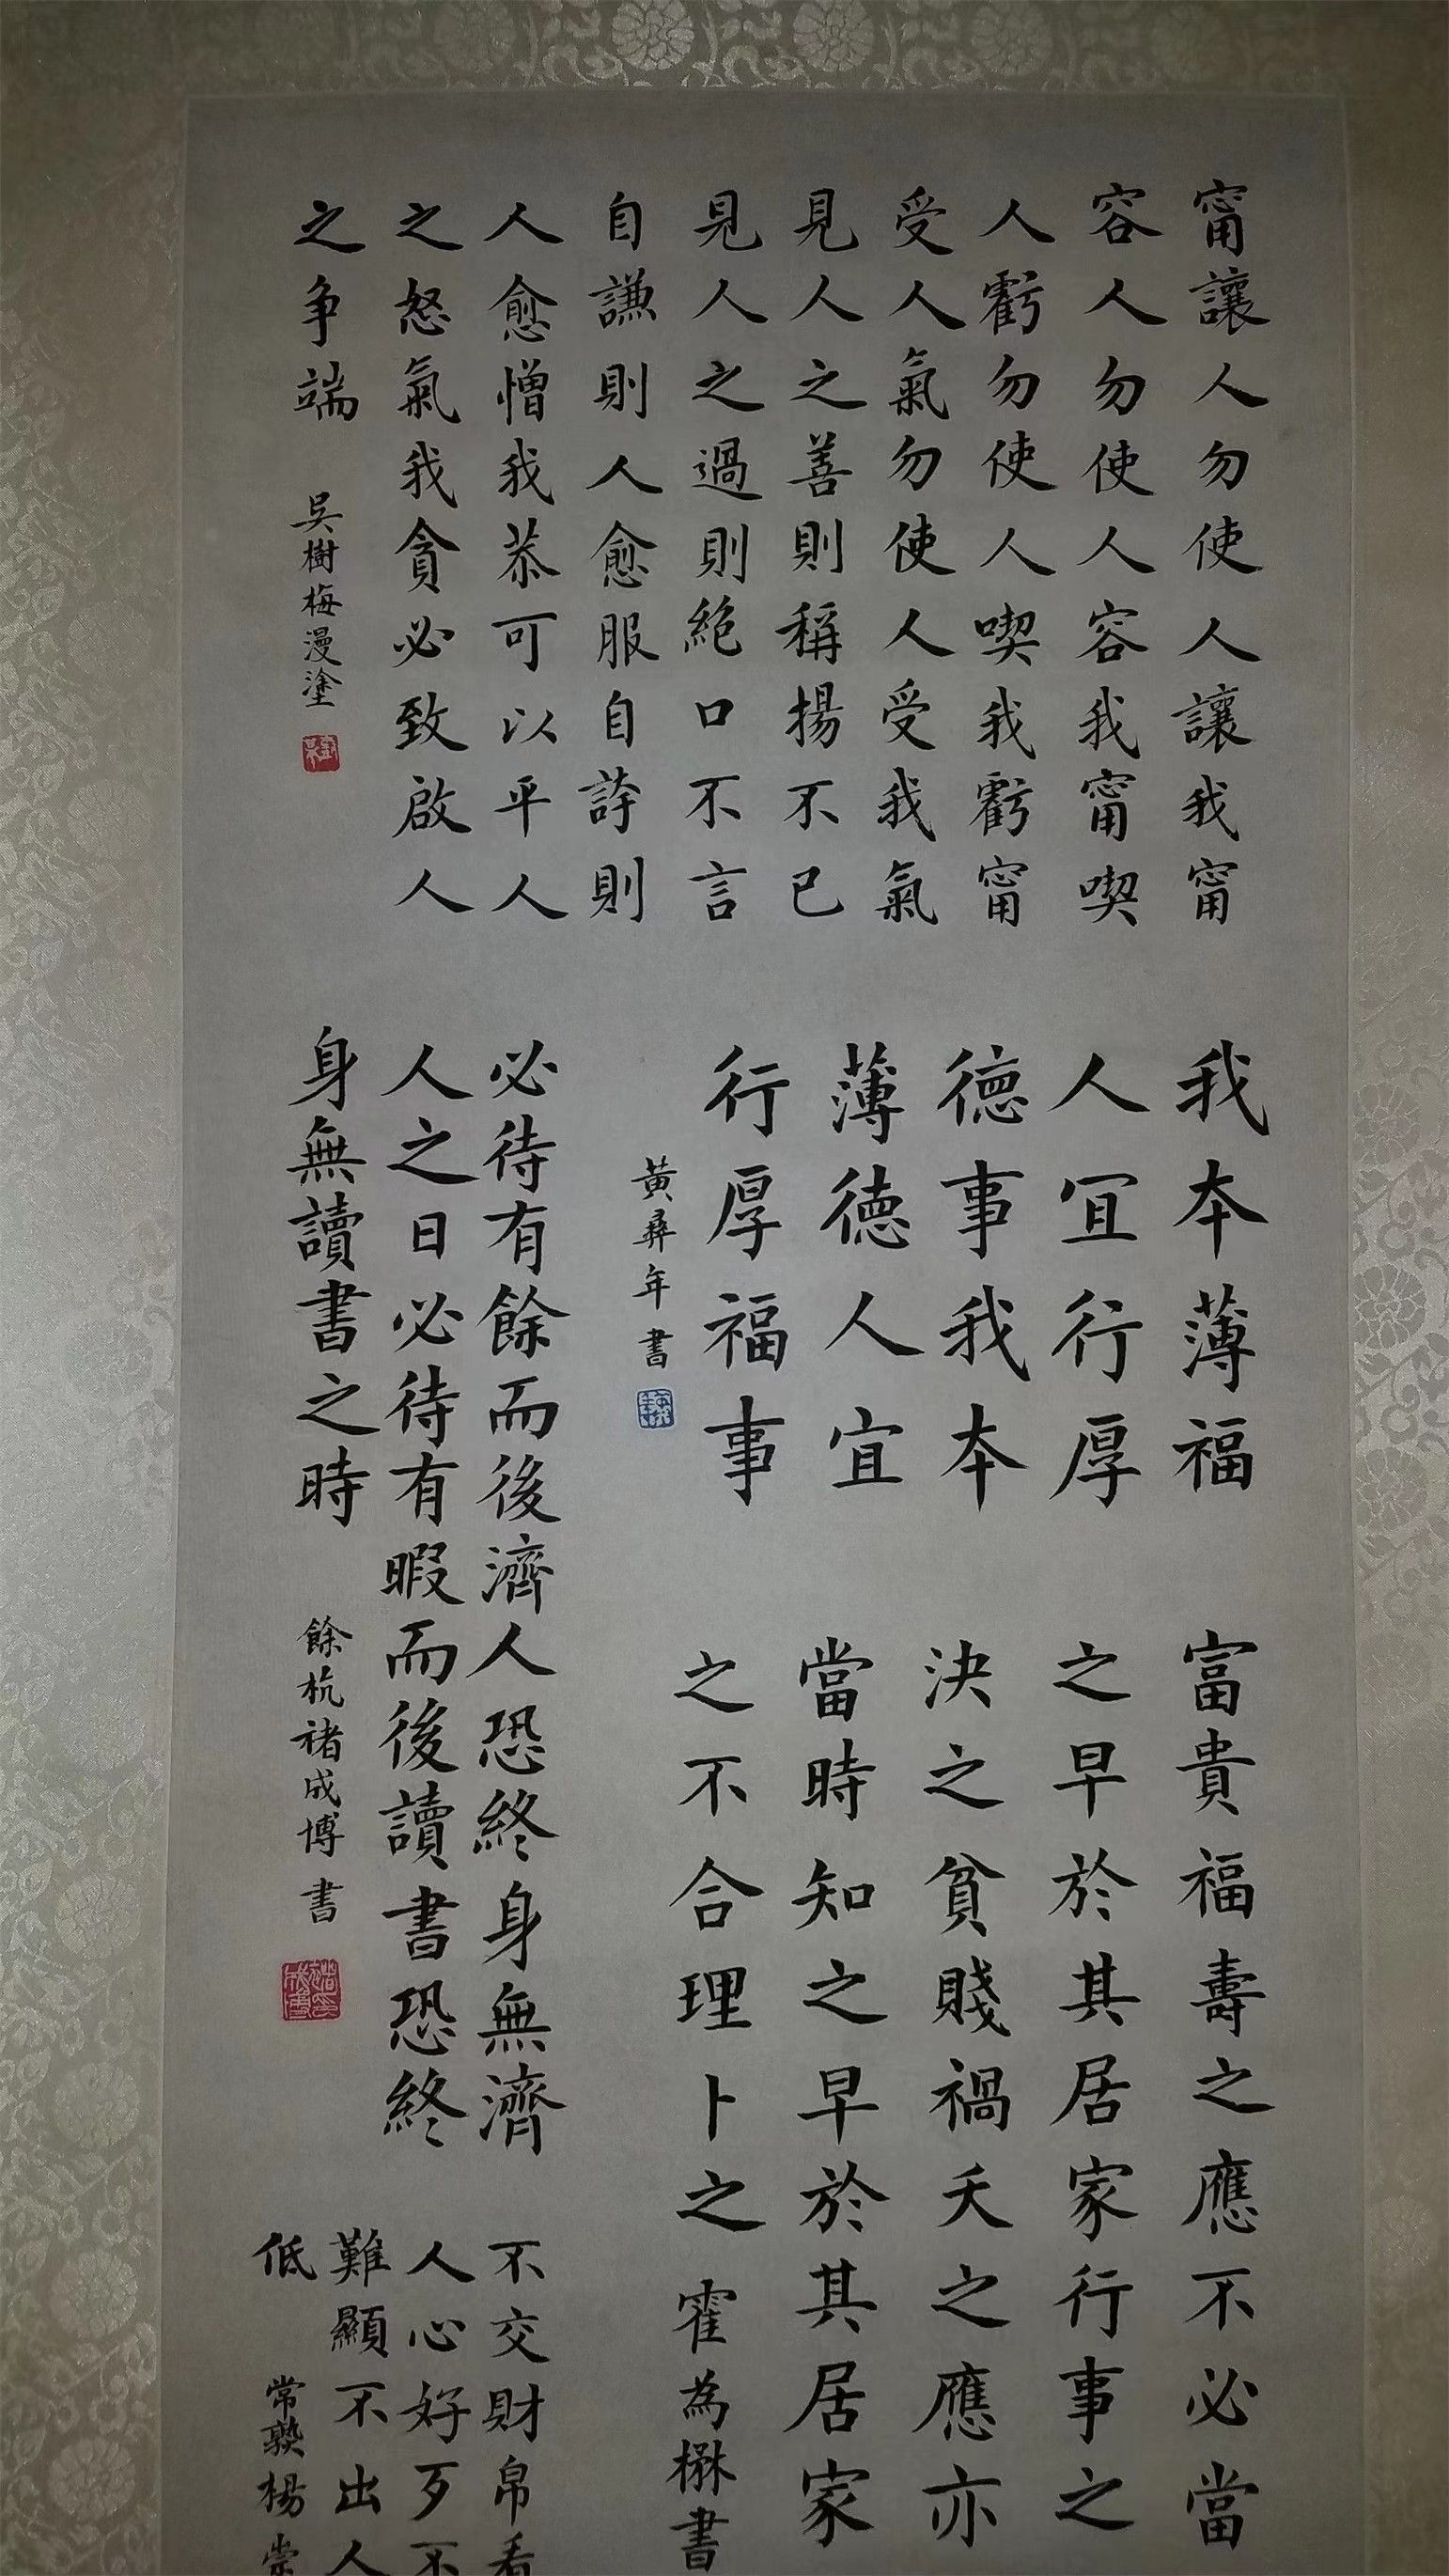 甯讓人勿使人讓我甯
容人勿使人容我甯喫
人虧勿使人喫我虧甯
受人氣勿使人受我氣
見人之善則稱揚不已
見人之過則絕口不言
自謙則人愈服自誇則
人愈憎我恭可以平人
之怒氣我貪必致啟人
之爭端
吳樹梅漫塗
我本薄福
人宜行厚
德事我本
薄德人宜
行厚福事
黃彝年書
富貴福壽之應不必當
之早於其居家行事之
決之貧賤禍夭之應亦
當時知之早於其居家
之不合理卜之
霍為楙書
必待有餘而後濟人恐終身無濟
人之日必待有暇而後讀書恐終
身無讀書之時
餘杭褚成博書
不交財帛看
人心好歹不
難顯不出人
低
常熟楊崇